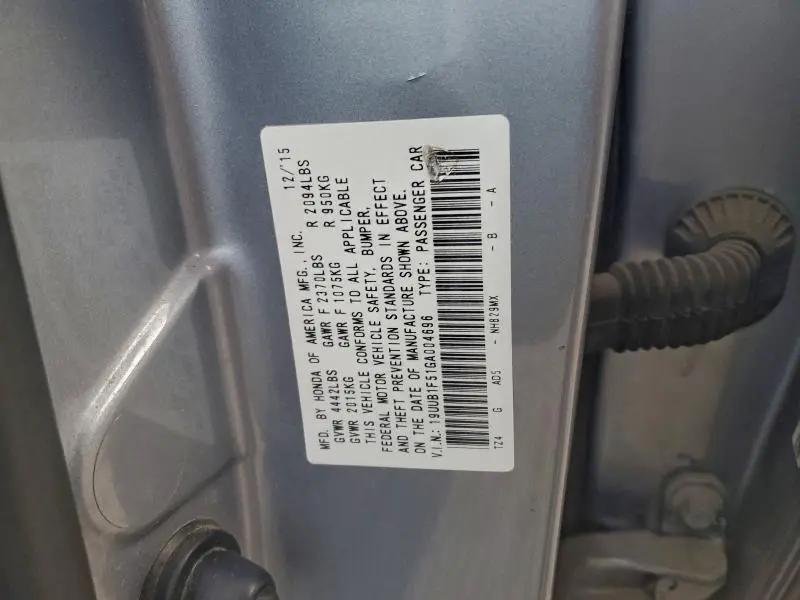 MFD. BY HONDA OF AMERICA MFG., INC. 12/'15
GVWR 4442LBS GAWR F 2370LBS R 2094LBS
GVWR 2015KG GAWR F 1075KG R 950KG
THIS VEHICLE CONFORMS TO ALL APPLICABLE
FEDERAL MOTOR VEHICLE SAFETY, BUMPER,
AND THEFT PREVENTION STANDARDS IN EFFECT
ON THE DATE OF MANUFACTURE SHOWN ABOVE.
V.I.N.: 19UUB1F51GA004696 TYPE: PASSENGER CAR
TZ4 G AD5 - NH829MX - B - A